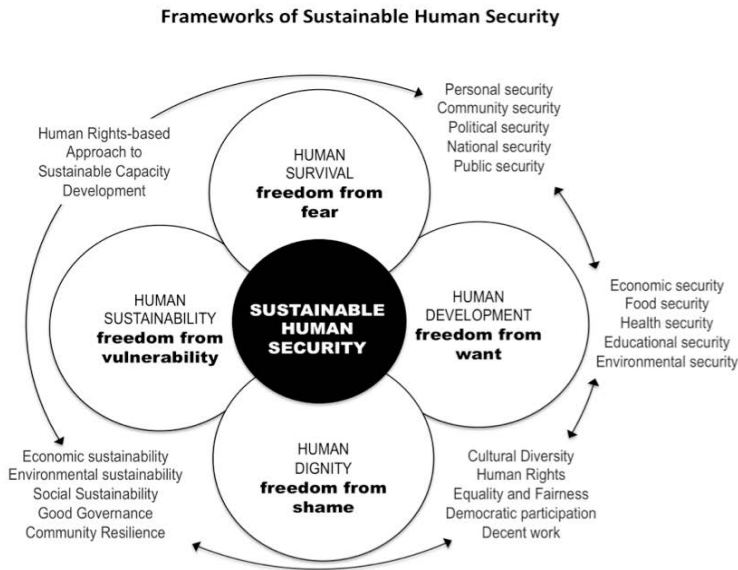 Frameworks of Sustainable Human Security
Human Rights-based
Approach to
Sustainable Capacity
Development
Personal security
Community security
Political security
National security
Public security
HUMAN
SURVIVAL
freedom from
fear
HUMAN
SUSTAINABILITY
freedom from
vulnerability
SUSTAINABLE
HUMAN
SECURITY
HUMAN
DEVELOPMENT
freedom from
want
Economic security
Food security
Health security
Educational security
Environmental security
Economic sustainability
Environmental sustainability
Social Sustainability
Good Governance
Community Resilience
HUMAN
DIGNITY
freedom from
shame
Cultural Diversity
Human Rights
Equality and Fairness
Democratic participation
Decent work